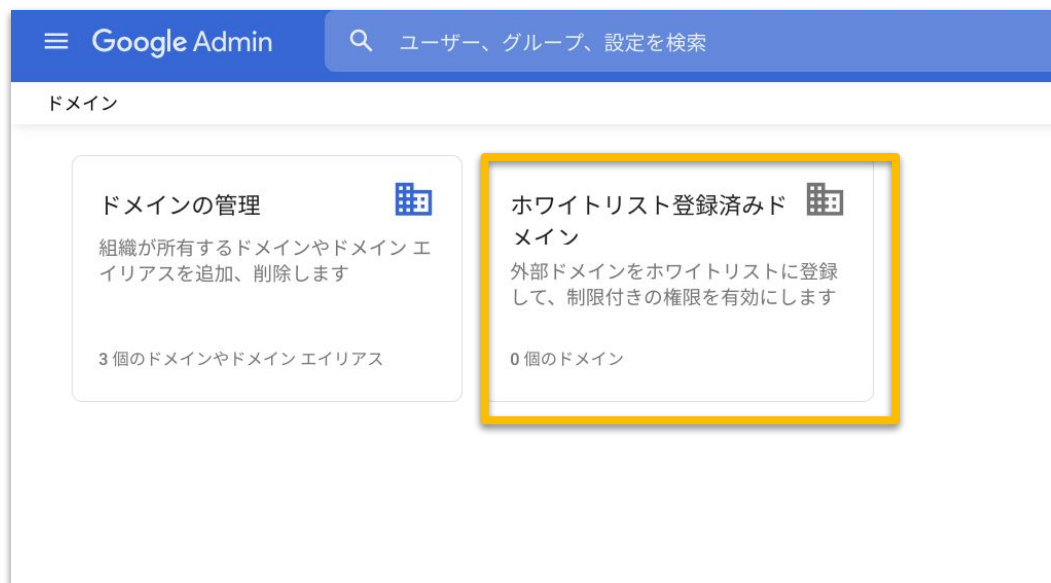 Google Admin
ユーザー、グループ、設定を検索
ドメイン
ドメインの管理
組織が所有するドメインやドメイン エ
イリアスを追加、削除します
3 個のドメインやドメイン エイリアス
ホワイトリスト登録済みド
メイン
外部ドメインをホワイトリストに登録
して、制限付きの権限を有効にします
0 個のドメイン